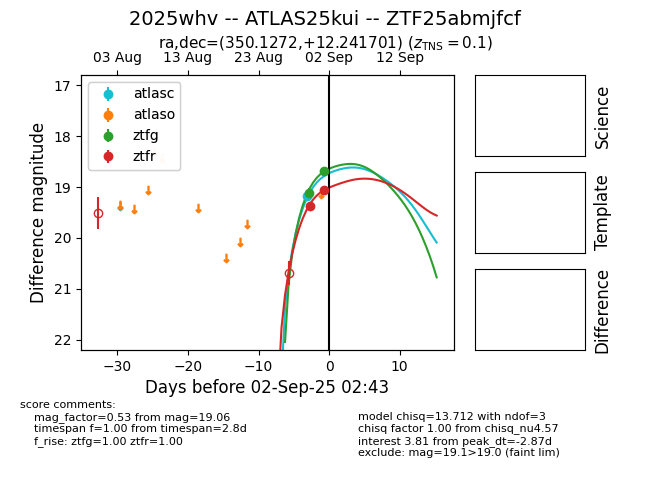 2025whv -- ATLAS25kui -- ZTF25abmjfcf
ra,dec=(350.1272,+12.241701) (z_TNS = 0.1)
03 Aug 13 Aug 23 Aug 02 Sep 12 Sep
atlasc
atlaso
ztfg
ztfr
17
18
19
20
21
22
Difference magnitude
−30 −20 −10 0 10
Days before 02-Sep-25 02:43
Science
Template
Difference
score comments:
mag_factor=0.53 from mag=19.06
timespan f=1.00 from timespan=2.8d
f_rise: ztfg=1.00 ztfr=1.00
model chisq=13.712 with ndof=3
chisq factor 1.00 from chisq_nu4.57
interest 3.81 from peak_dt=-2.87d
exclude: mag=19.1>19.0 (faint lim)